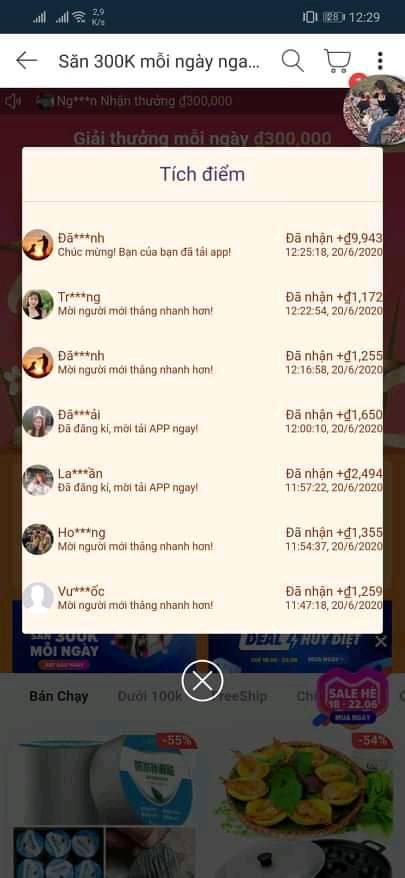 2,9
K/s
28
12:29
Săn 300K mỗi ngày nga...
Ng***n Nhận thưởng ₫300,000
Giải thưởng mỗi ngày ₫300,000
Tích điểm
Đă***nh
Đã nhận +₫9,943
Chúc mừng! Bạn của bạn đã tải app!
12:25:18, 20/6/2020
Tr***ng
Đã nhận +₫1,172
Mời người mới thắng nhanh hơn!
12:22:54, 20/6/2020
Đă***nh
Đã nhận +₫1,255
Mời người mới thắng nhanh hơn!
12:16:58, 20/6/2020
Đá***ải
Đã nhận +₫1,650
Đã đăng kí, mời tải APP ngay!
12:00:10, 20/6/2020
La***ần
Đã nhận +₫2,494
Đã đăng kí, mời tải APP ngay!
11:57:22, 20/6/2020
Ho***ng
Đã nhận +₫1,355
Mời người mới thắng nhanh hơn!
11:54:37, 20/6/2020
Vư***ốc
Đã nhận +₫1,259
Mời người mới thắng nhanh hơn!
11:47:18, 20/6/2020
SĂN 300K
MỖI NGÀY
DEAL HỦY DIỆT
MUA NGAY >
Bán Chạy
Dưới 100k
FreeShip
SALE HÈ
18 - 22.06
MUA NGAY
-55%
-54%